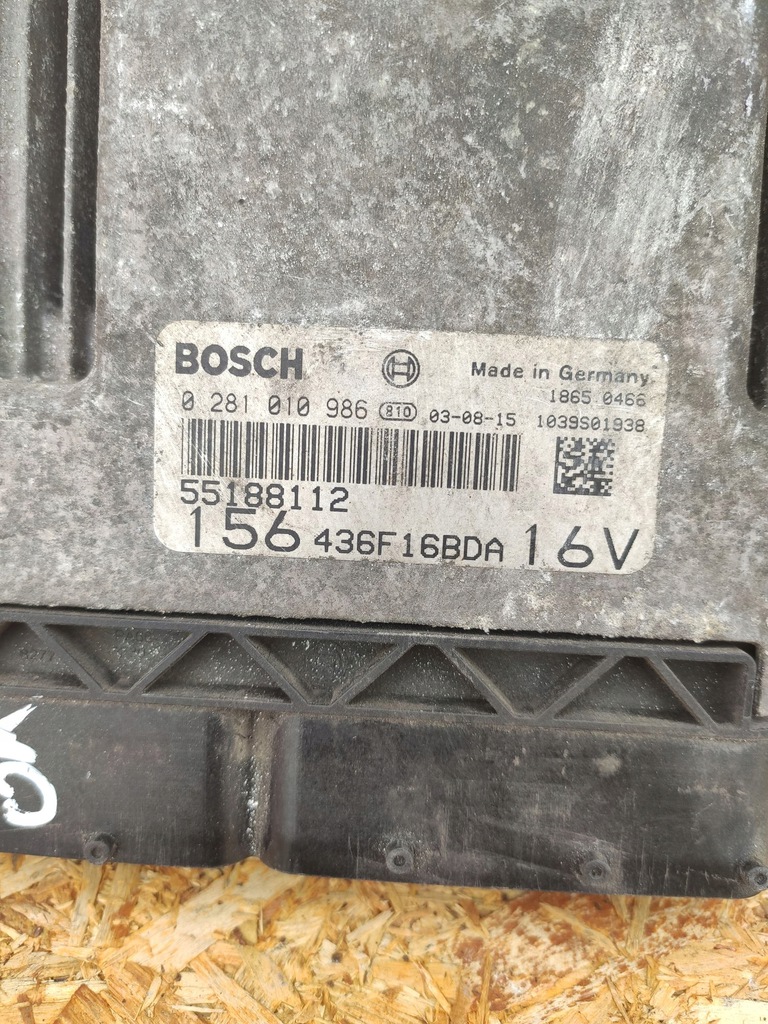 BOSCH
Made in Germany
1865 0466
0 281 010 986 810 03-08-15 1039S01938
55188112
156 436F16BDA 16V